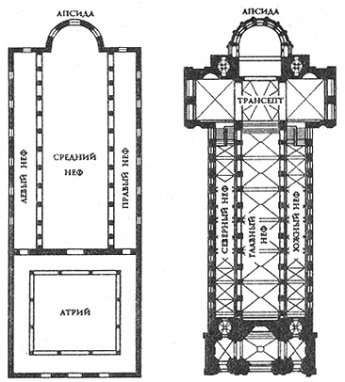 АПСИДА
ЛЕВЫЙ НЕФ
СРЕДНИЙ
НЕФ
ПРАВЫЙ НЕФ
АТРИЙ
АПСИДА
ТРАНСЕПТ
СЕВЕРНЫЙ НЕФ
ГЛАВНЫЙ
НЕФ
ЮЖНЫЙ НЕФ